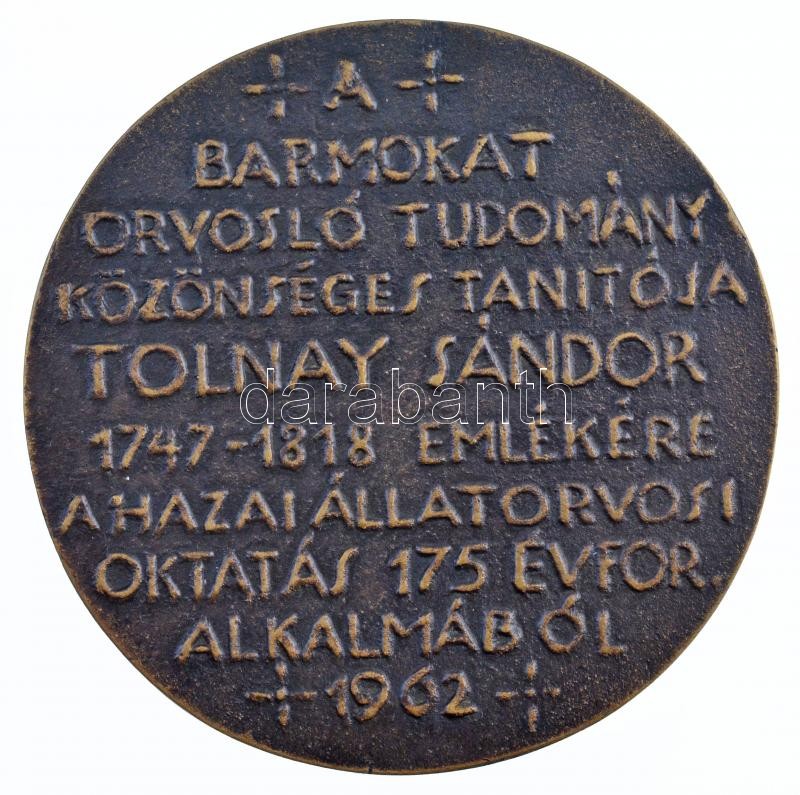 A
BARMOKAT
ORVOSLÓ TUDOMÁNY
KÖZÖNSÉGES TANITÓJA
TOLNAY SÁNDOR
darabanth
1747-1818 EMLÉKÉRE
A HAZAI ÁLLATORVOSI
OKTATÁS 175 ÉVFOR.
ALKALMÁBÓL
1962